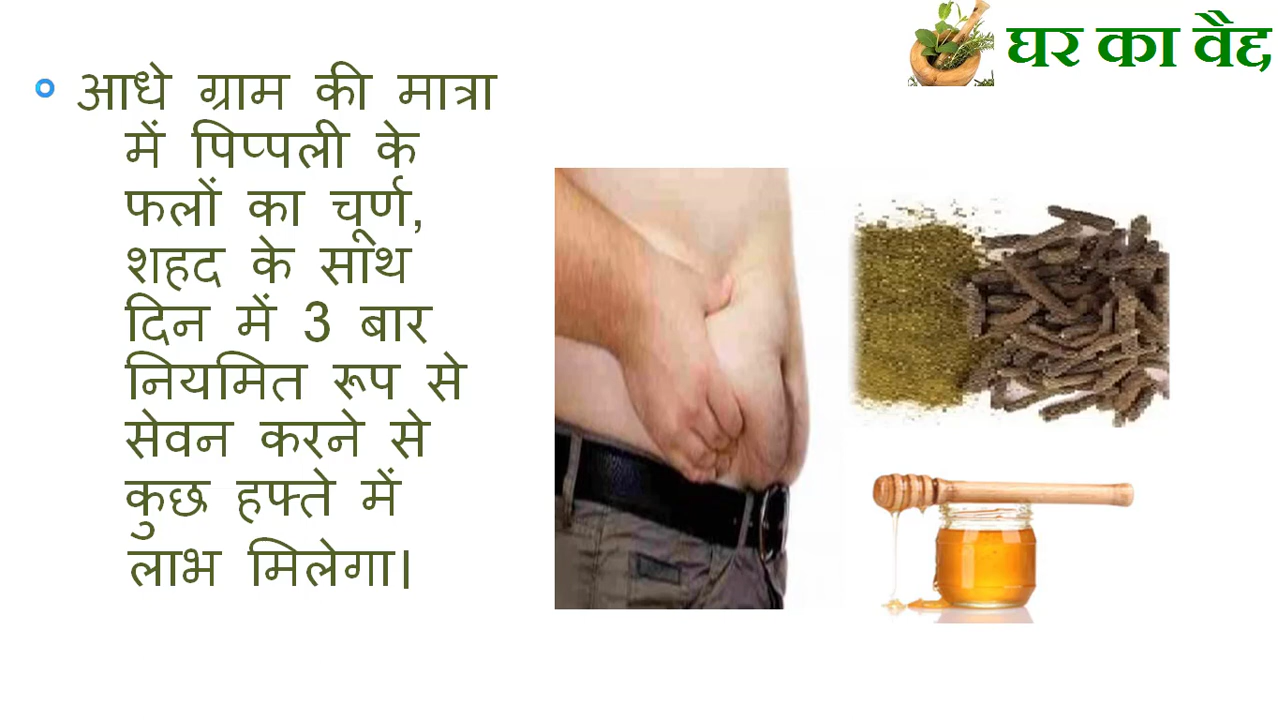 घर का वैद्द
आधे ग्राम की मात्रा
में पिप्पली के
फलों का चूर्ण,
शहद के साथ
दिन में 3 बार
नियमित रूप से
सेवन करने से
कुछ हफ्ते में
लाभ मिलेगा।